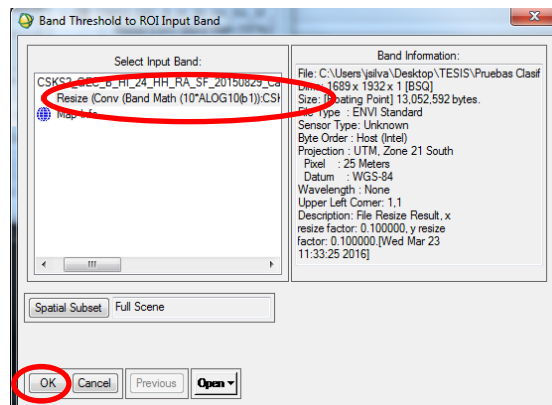 Band Threshold to ROI Input Band
Select Input Band:
CSKS2_GEC_B_HI_24_HH_RA_SF_20150829_Ca
Resize (Conv (Band Math (10*ALOG10(b1)):CSI
Map Info
Band Information:
File: C:\Users\jsilva\Desktop\TESIS\Pruebas Clasif
Dims: 1689 x 1932 x 1 [BSQ]
Size: [Floating Point] 13,052,592 bytes.
File Type : ENVI Standard
Sensor Type: Unknown
Byte Order : Host (Intel)
Projection : UTM, Zone 21 South
Pixel : 25 Meters
Datum : WGS-84
Wavelength : None
Upper Left Corner: 1,1
Description: File Resize Result, x
resize factor: 0.100000, y resize
factor: 0.100000.[Wed Mar 23
11:33:25 2016]
Spatial Subset Full Scene
OK Cancel Previous Open